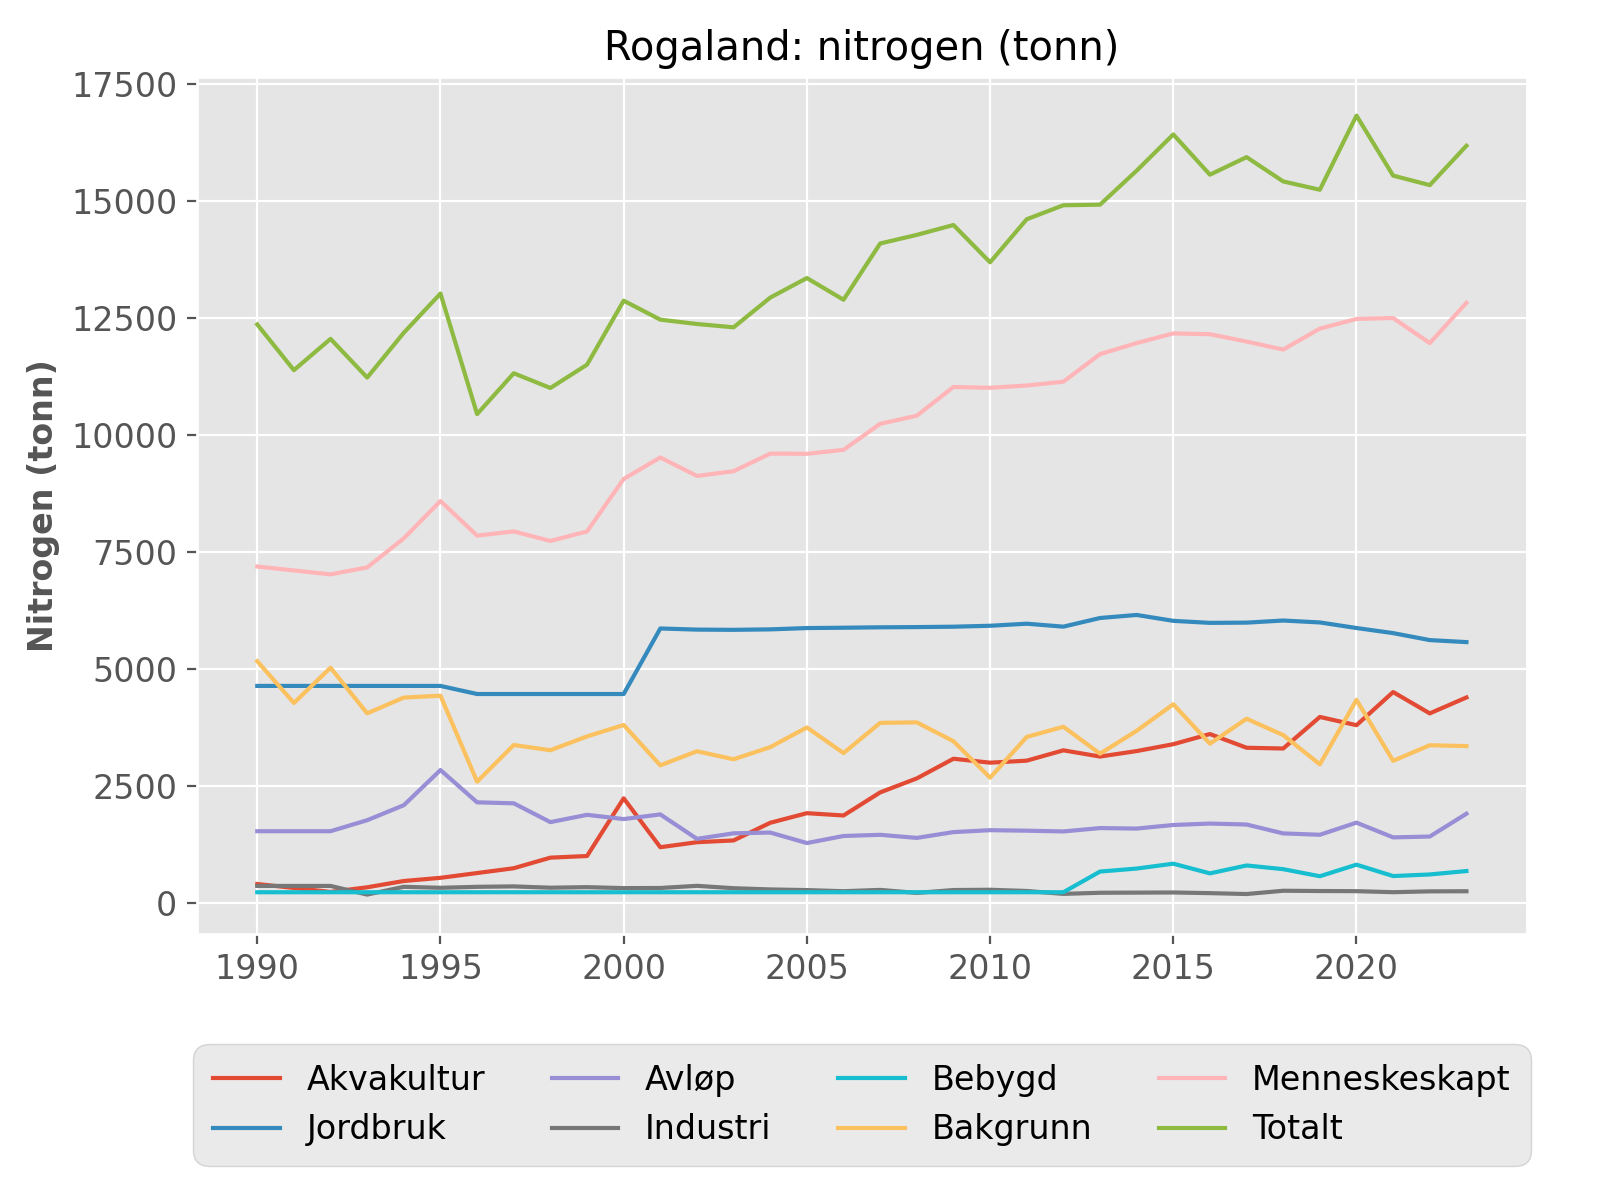 Rogaland: nitrogen (tonn)
17500
15000
12500
10000
7500
5000
2500
0
Nitrogen (tonn)
1990 1995 2000 2005 2010 2015 2020
Akvakultur Avløp Bebygd Menneskeskapt
Jordbruk Industri Bakgrunn Totalt